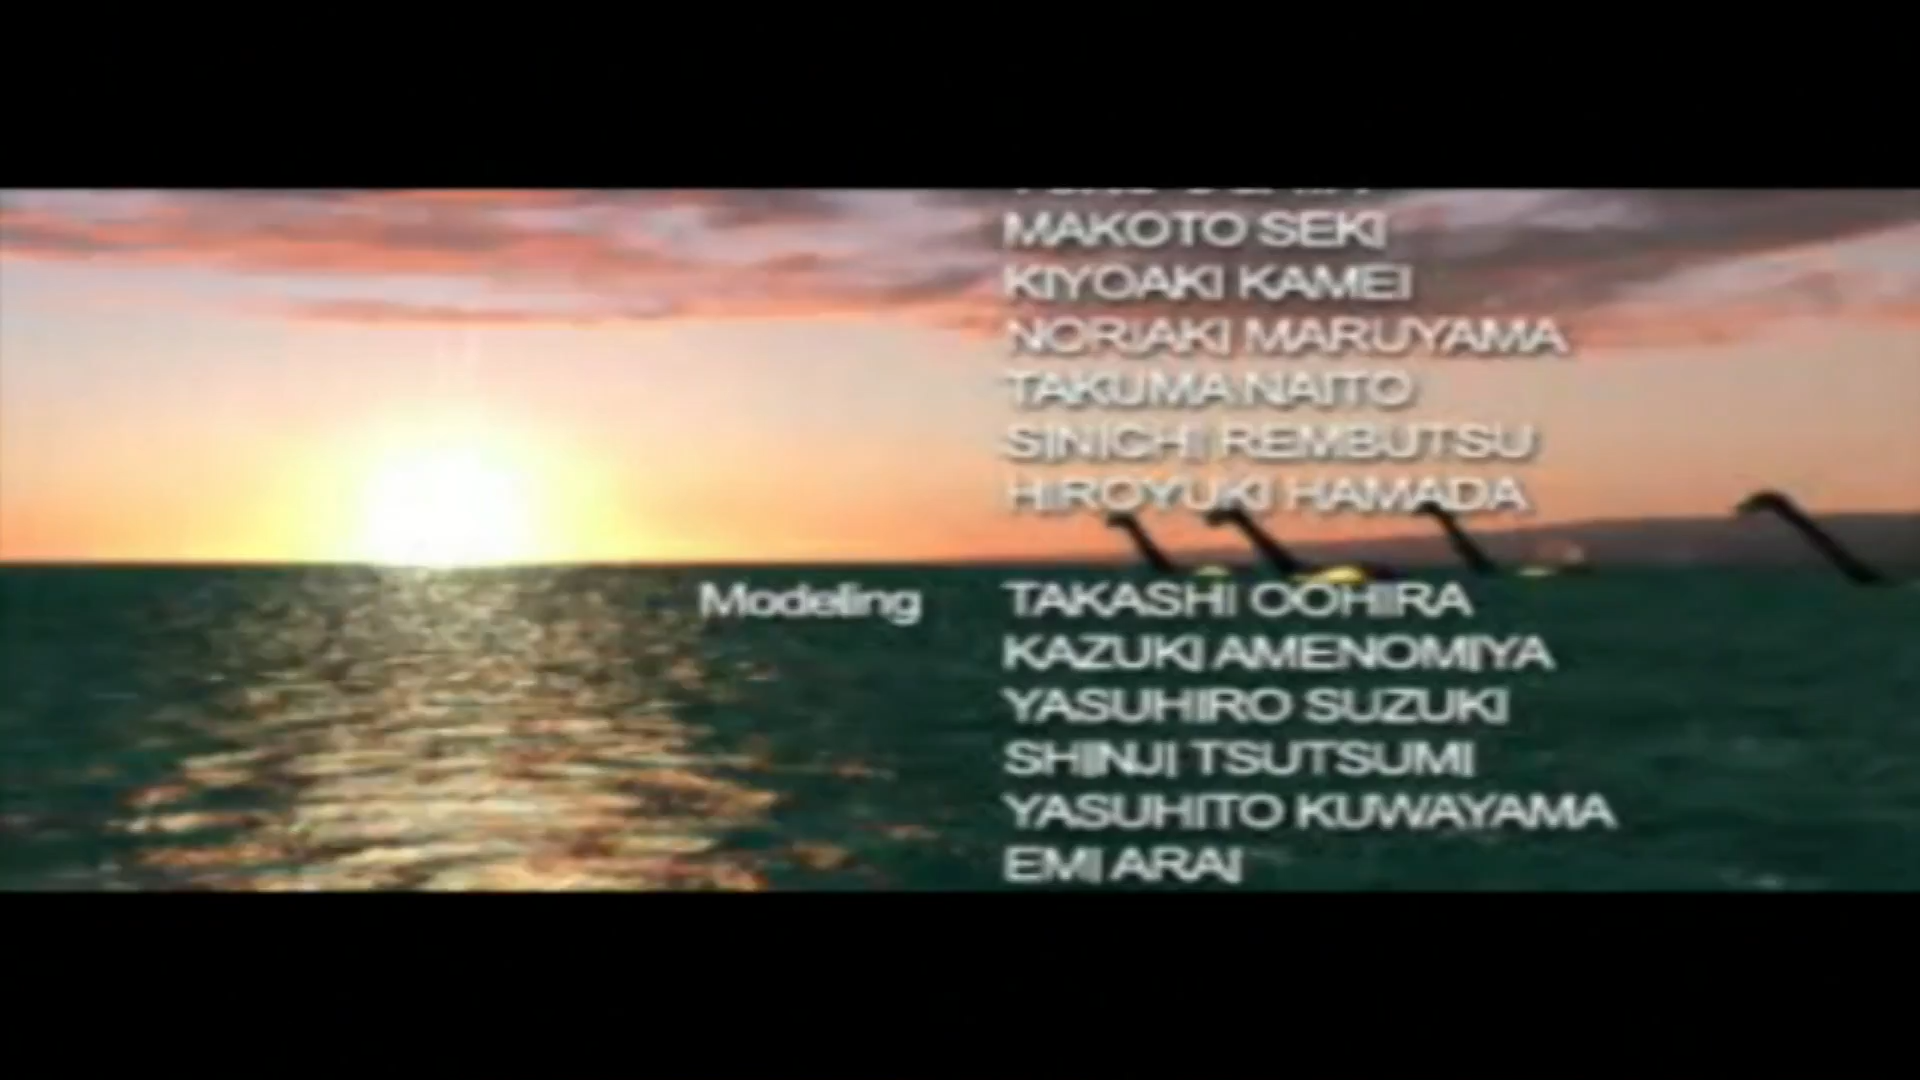 MAKOTO SEKI
KIYOAKI KAMEI
NORIAKI MARUYAMA
TAKUMA NAITO
SINICHI REMBUTSU
HIROYUKI HAMADA
Modeling TAKASHI OOHIRA
KAZUKI AMENOMIYA
YASUHIRO SUZUKI
SHINJI TSUTSUMI
YASUHITO KUWAYAMA
EMI ARAI